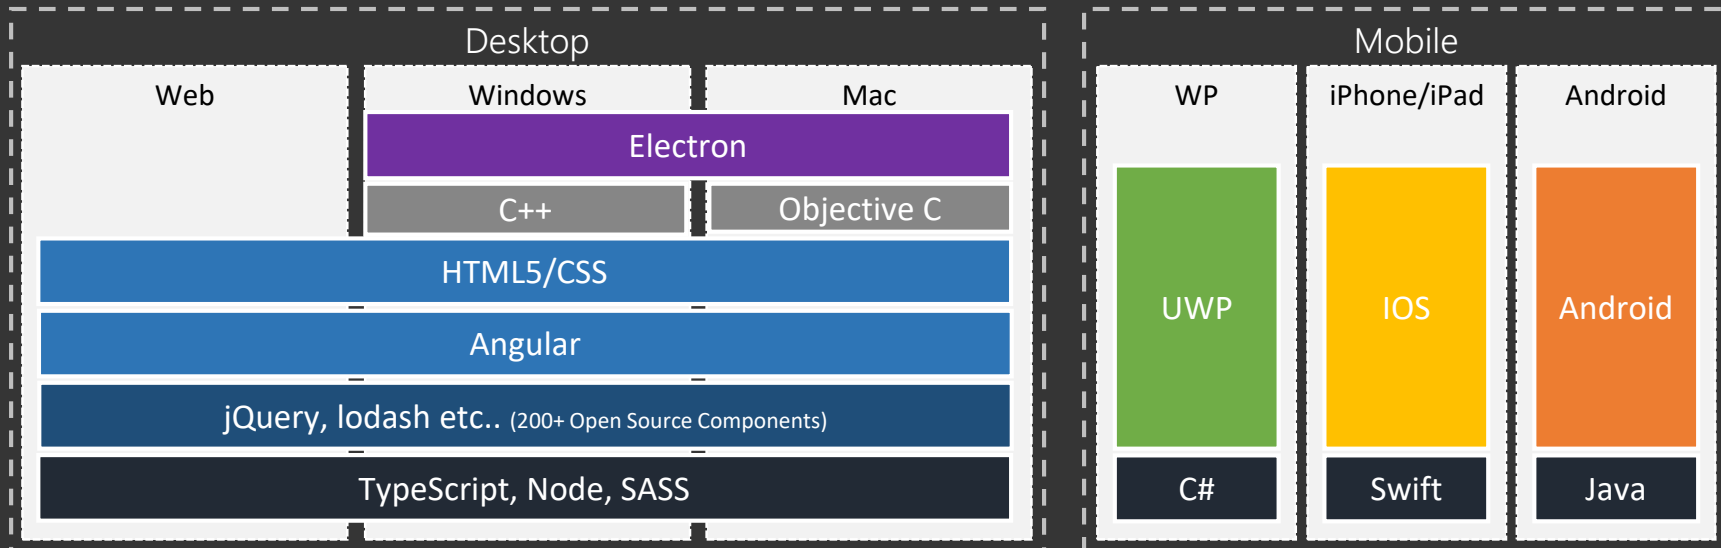 Desktop
Web
Windows
Mac
Electron
C++
Objective C
HTML5/CSS
Angular
jQuery, lodash etc.. (200+ Open Source Components)
TypeScript, Node, SASS
Mobile
WP
iPhone/iPad
Android
UWP
IOS
Android
C#
Swift
Java